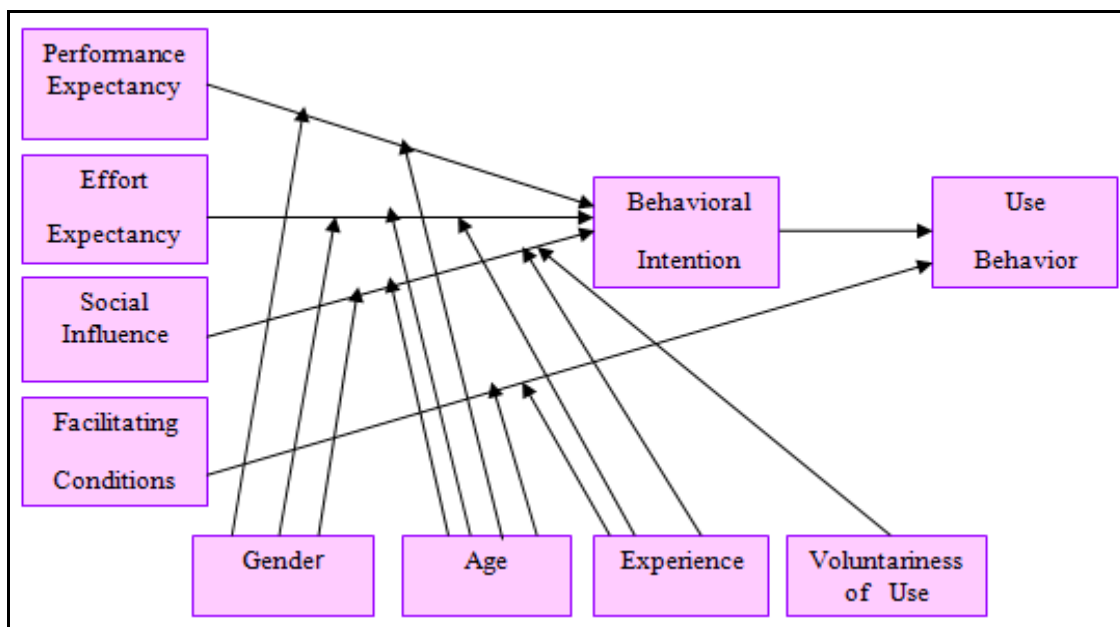 Performance
Expectancy
Effort
Expectancy
Social
Influence
Facilitating
Conditions
Behavioral
Intention
Use
Behavior
Gender
Age
Experience
Voluntariness
of Use